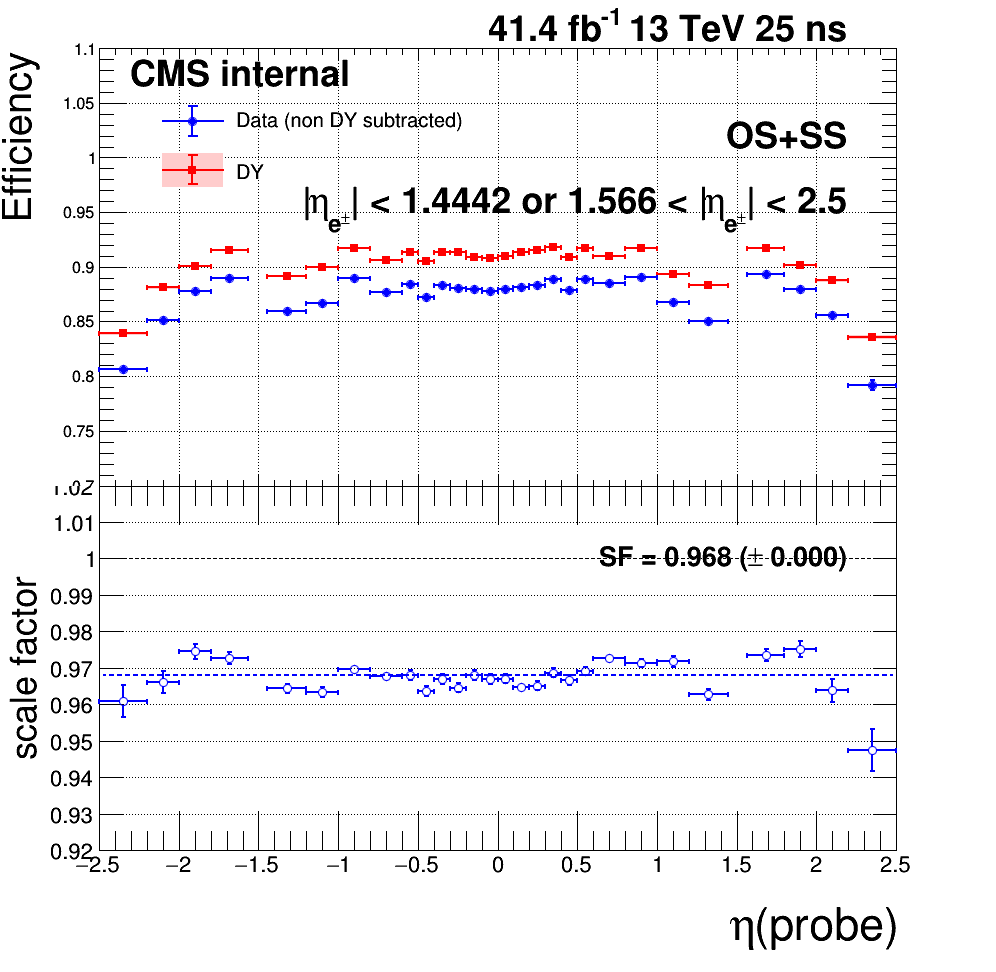 41.4 fb-1 13 TeV 25 ns
Efficiency
1.1
CMS internal
1.05
Data (non DY subtracted)
OS+SS
1
DY
|ηe±| < 1.4442 or 1.566 < |ηe±| < 2.5
0.95
0.9
0.85
0.8
0.75
0.7
1.02
1.01
SF = 0.968 (± 0.000)
1
scale factor
0.99
0.98
0.97
0.96
0.95
0.94
0.93
0.92
−2.5 −2 −1.5 −1 −0.5 0 0.5 1 1.5 2 2.5
η(probe)